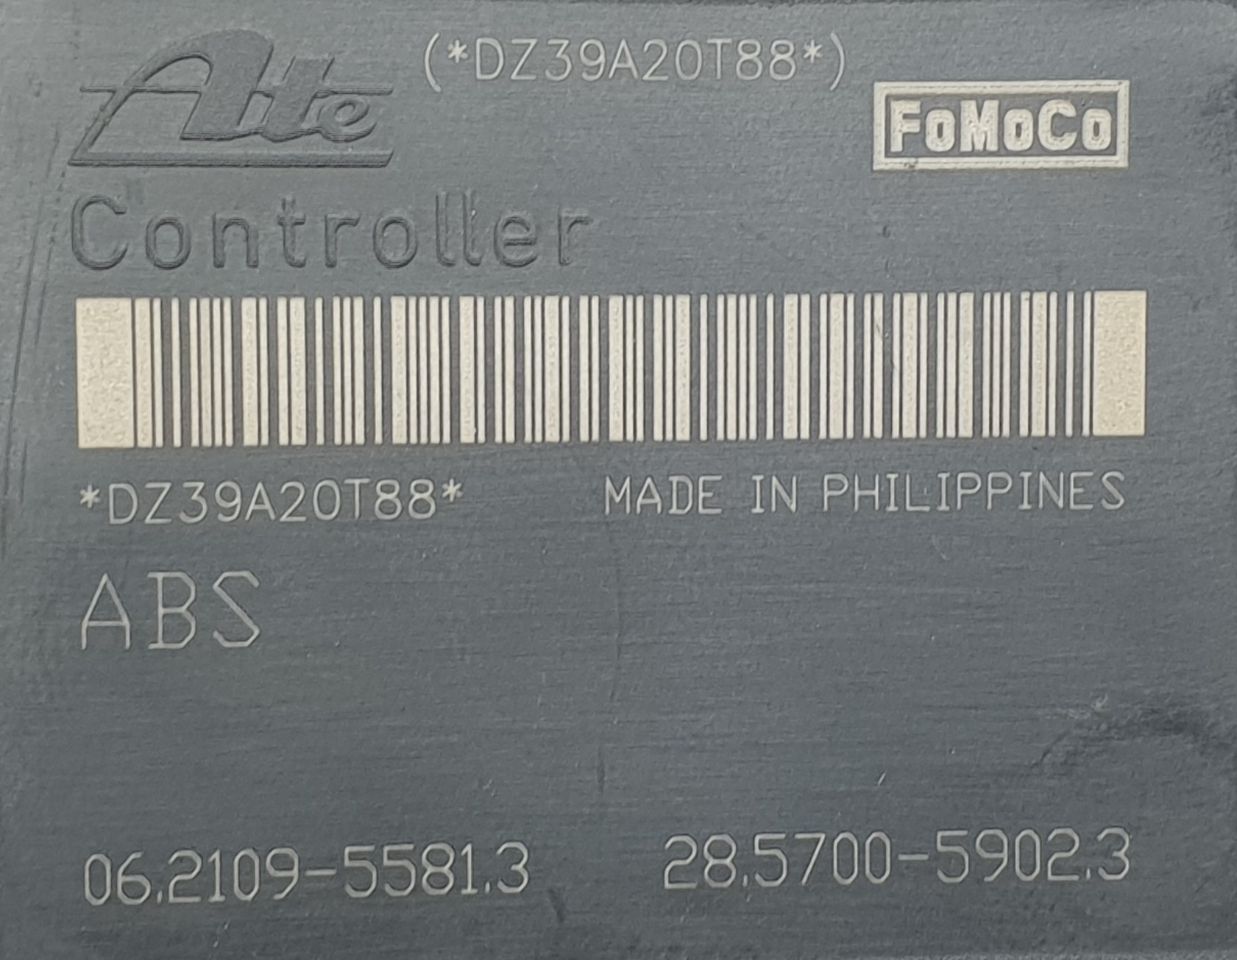 Ate (*DZ39A20T88*)
FoMoCo
Controller
*DZ39A20T88* MADE IN PHILIPPINES
ABS
06.2109-5581.3 28.5700-5902.3